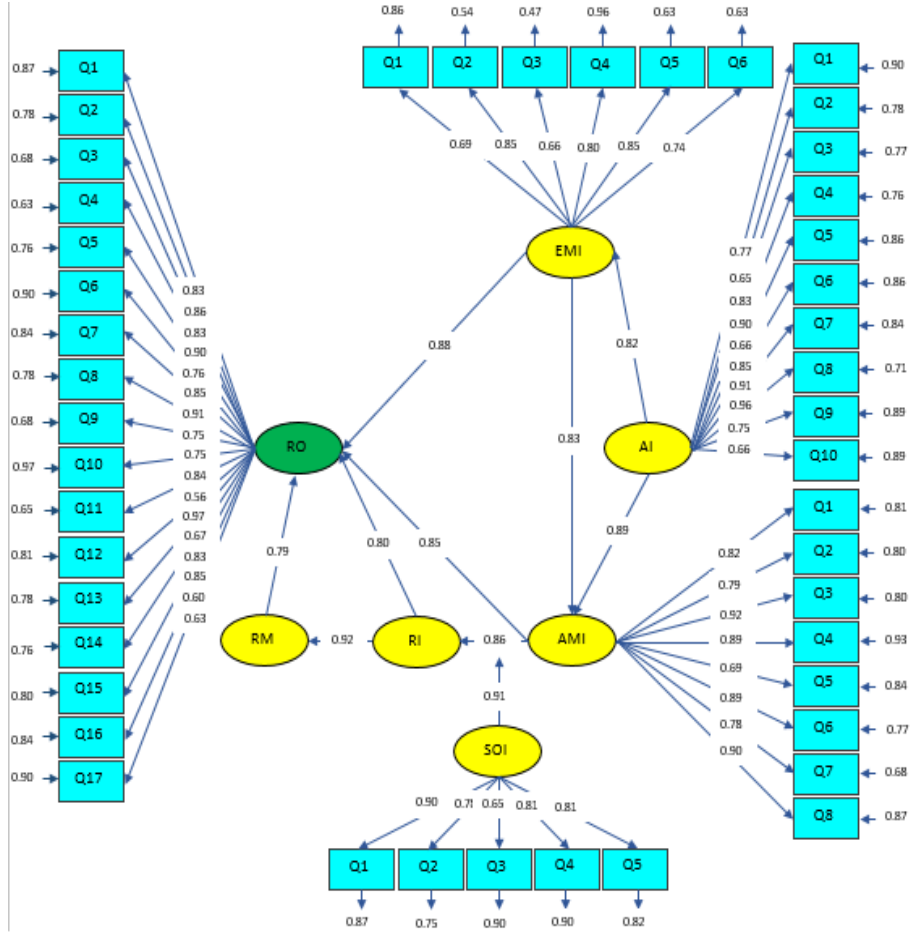 0.86 0.54 0.47 0.96 0.63 0.63
Q1 Q2 Q3 Q4 Q5 Q6
0.69 0.85 0.66 0.80 0.85 0.74
EMI
0.87 Q1
0.78 Q2
0.68 Q3
0.63 Q4
0.76 Q5
0.90 Q6
0.84 Q7
0.78 Q8
0.68 Q9
0.97 Q10
0.65 Q11
0.81 Q12
0.78 Q13
0.76 Q14
0.80 Q15
0.84 Q16
0.90 Q17
0.83
0.86
0.83
0.90
0.76
0.85
0.91
0.75
0.75
0.84
0.56
0.97
0.67
0.83
0.85
0.60
0.63
RO
0.88
0.82
0.83
AI
0.77
0.65
0.83
0.90
0.66
0.85
0.91
0.96
0.75
0.66
Q1 0.90
Q2 0.78
Q3 0.77
Q4 0.76
Q5 0.86
Q6 0.86
Q7 0.84
Q8 0.71
Q9 0.89
Q10 0.89
0.79 0.80 0.85 0.89
RM 0.92 RI 0.86 AMI
0.82
0.79
0.92
0.89
0.69
0.89
0.78
0.90
Q1 0.81
Q2 0.80
Q3 0.80
Q4 0.93
Q5 0.84
Q6 0.77
Q7 0.68
Q8 0.87
0.91
SOI
0.90 0.65 0.81 0.81
Q1 Q2 Q3 Q4 Q5
0.87 0.75 0.90 0.90 0.82